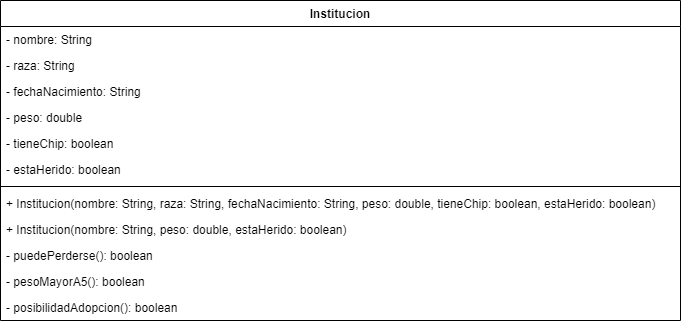 Institucion
- nombre: String
- raza: String
- fechaNacimiento: String
- peso: double
- tieneChip: boolean
- estaHerido: boolean
+ Institucion(nombre: String, raza: String, fechaNacimiento: String, peso: double, tieneChip: boolean, estaHerido: boolean)
+ Institucion(nombre: String, peso: double, estaHerido: boolean)
- puedePerderse(): boolean
- pesoMayorA5(): boolean
- posibilidadAdopcion(): boolean